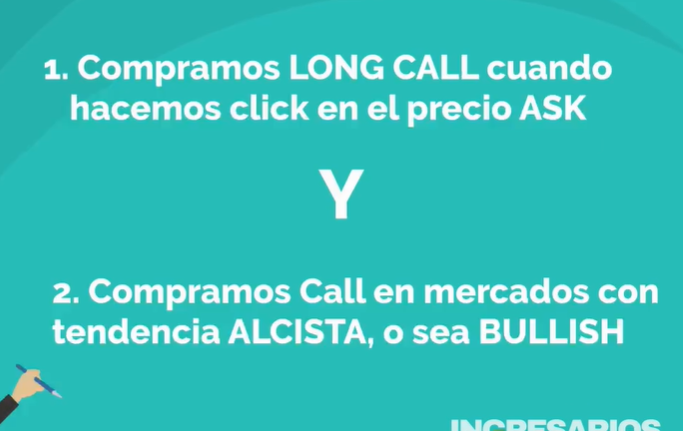 1. Compramos LONG CALL cuando
hacemos click en el precio ASK
Y
2. Compramos Call en mercados con
tendencia ALCISTA, o sea BULLISH
INCRESARIOS